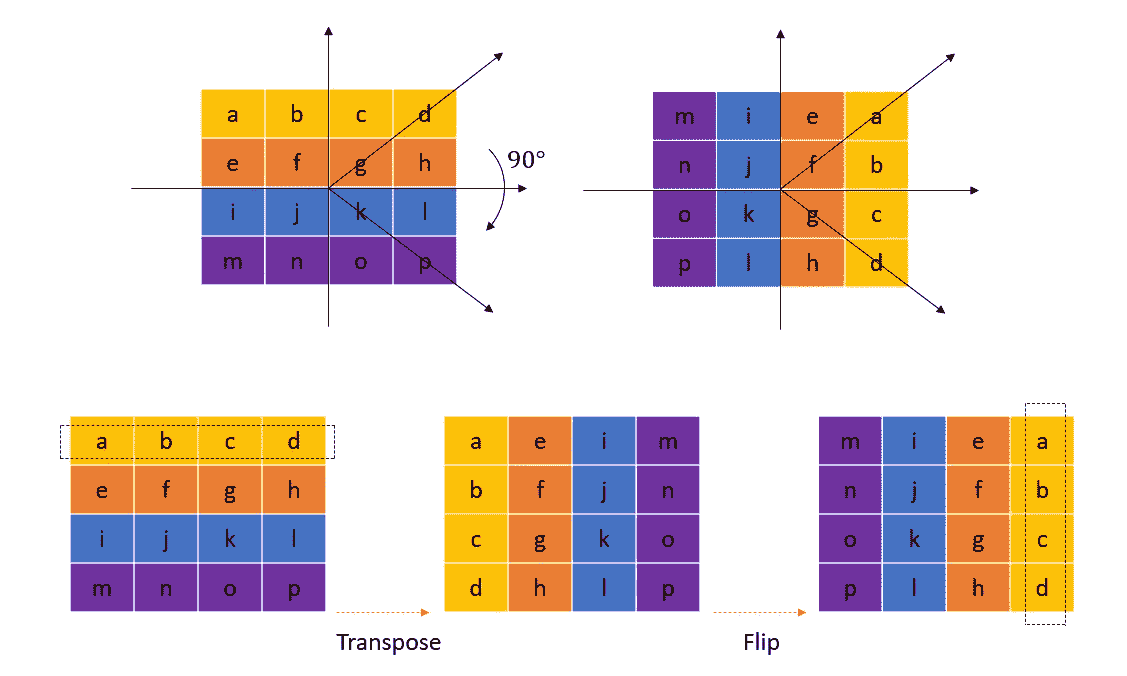 a b c d
e f g h
i j k l
m n o p
90°
m i e a
n j f b
o k g c
p l h d
a b c d
e f g h
i j k l
m n o p
a e i m
b f j n
c g k o
d h l p
m i e a
n j f b
o k g c
p l h d
Transpose
Flip